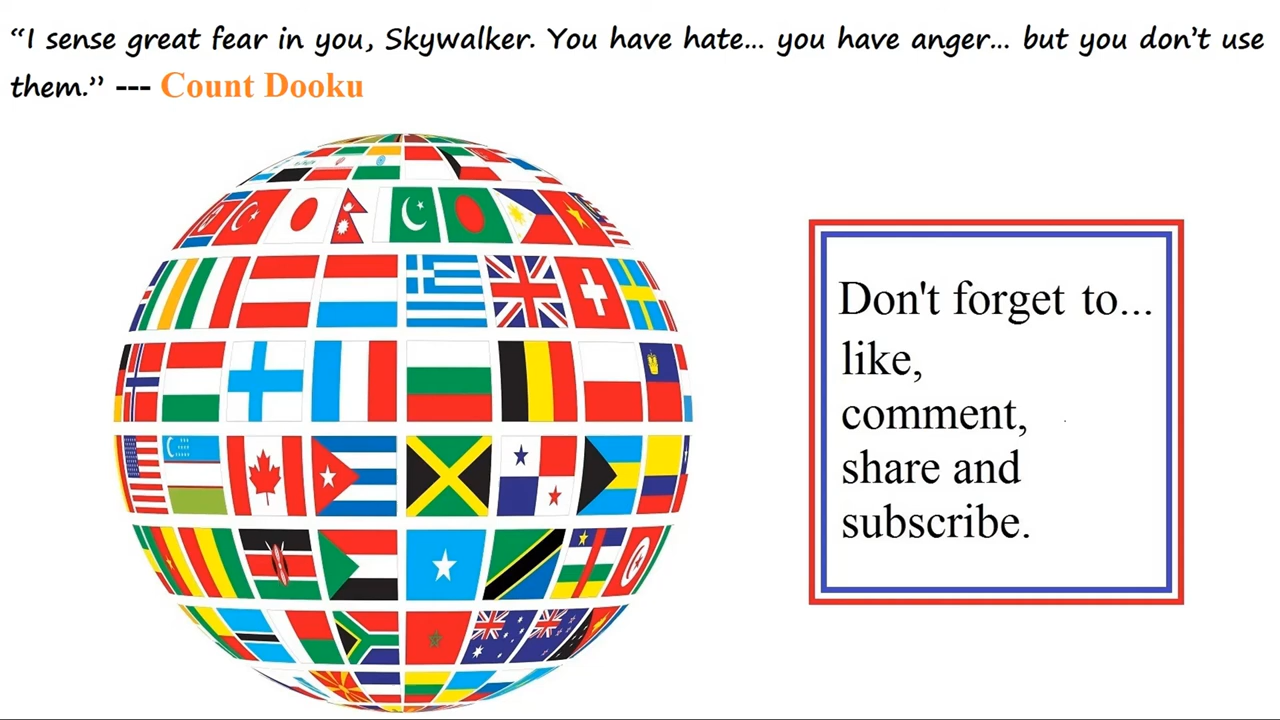 “I sense great fear in you, Skywalker. You have hate... you have anger... but you don’t use
them.” --- Count Dooku
Don't forget to...
like,
comment,
share and
subscribe.